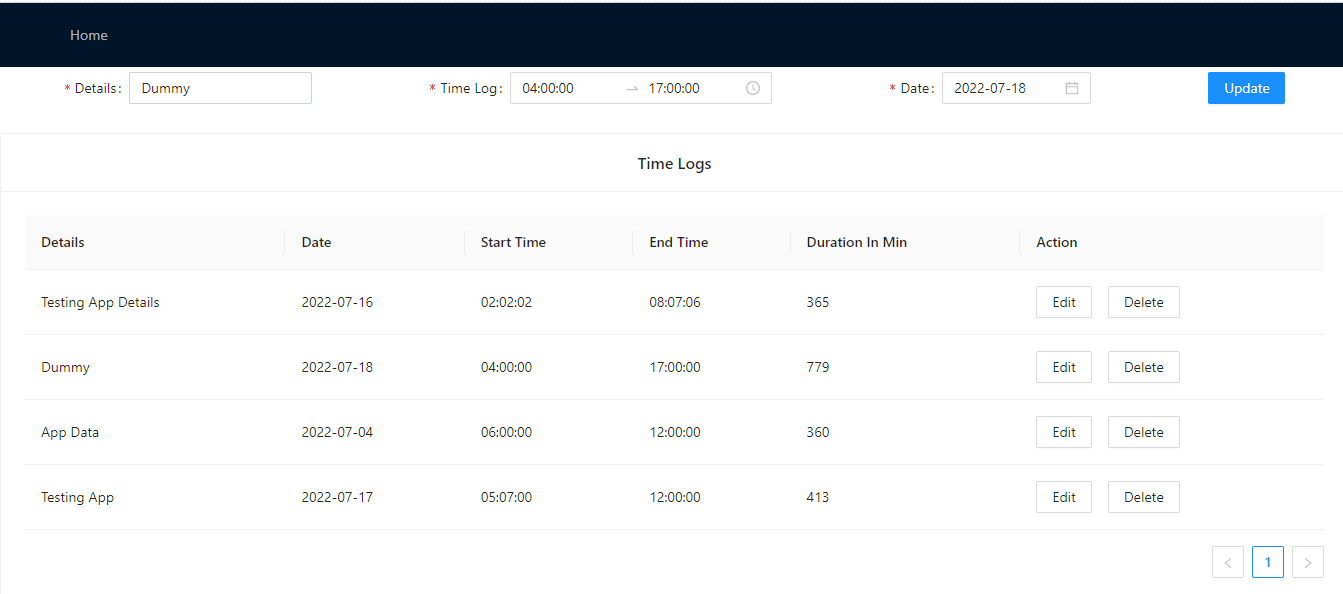 Home
* Details: Dummy * Time Log: 04:00:00 → 17:00:00 * Date: 2022-07-18 Update
Time Logs
Details Date Start Time End Time Duration In Min Action
Testing App Details 2022-07-16 02:02:02 08:07:06 365 Edit Delete
Dummy 2022-07-18 04:00:00 17:00:00 779 Edit Delete
App Data 2022-07-04 06:00:00 12:00:00 360 Edit Delete
Testing App 2022-07-17 05:07:00 12:00:00 413 Edit Delete
< 1 >